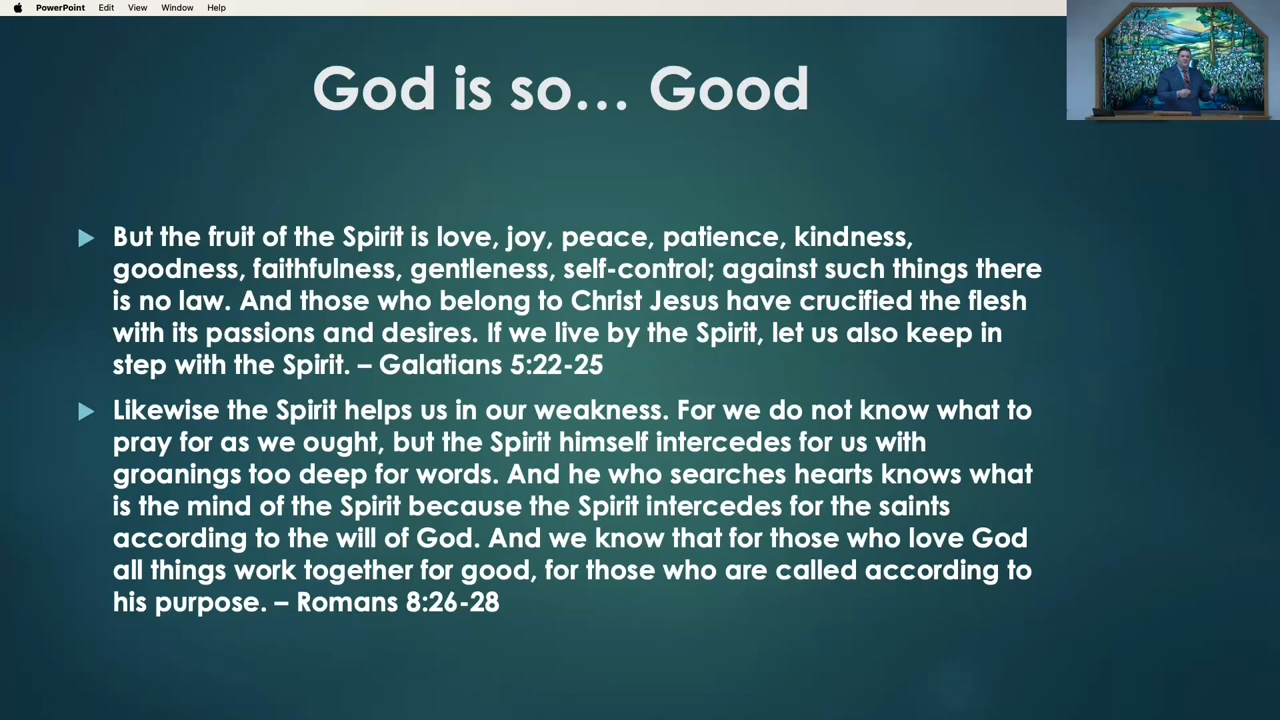 PowerPoint Edit View Window Help
God is so… Good
But the fruit of the Spirit is love, joy, peace, patience, kindness,
goodness, faithfulness, gentleness, self-control; against such things there
is no law. And those who belong to Christ Jesus have crucified the flesh
with its passions and desires. If we live by the Spirit, let us also keep in
step with the Spirit. – Galatians 5:22-25
Likewise the Spirit helps us in our weakness. For we do not know what to
pray for as we ought, but the Spirit himself intercedes for us with
groanings too deep for words. And he who searches hearts knows what
is the mind of the Spirit because the Spirit intercedes for the saints
according to the will of God. And we know that for those who love God
all things work together for good, for those who are called according to
his purpose. – Romans 8:26-28